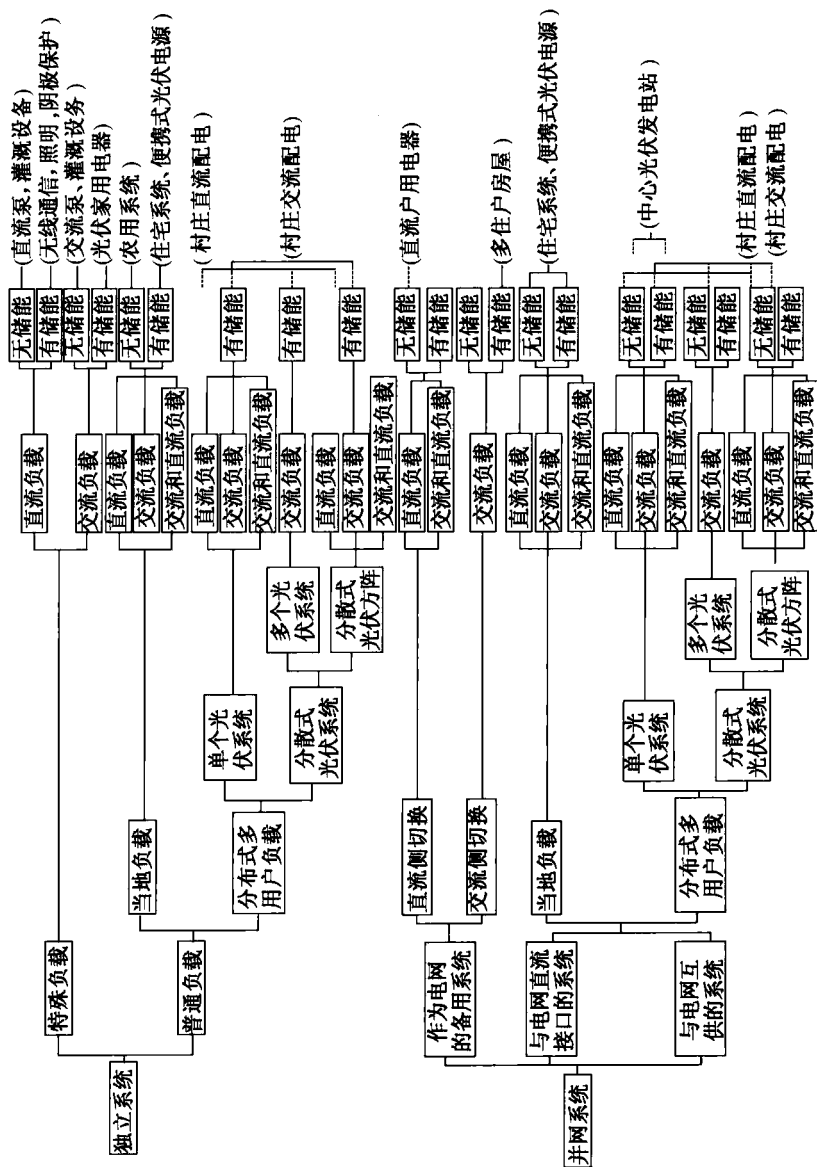 独立系统
特殊负载
直流负载
无储能
(直流泵,灌溉设备)
有储能
(无线通信,照明,阴极保护)
交流负载
无储能
(交流泵、灌溉设务)
有储能
(光伏家用电器)
普通负载
当地负载
直流负载
交流负载
交流和直流负载
无储能
(农用系统)
有储能
(住宅系统、便携式光伏电源)
分布式多
用户负载
单个光
伏系统
直流负载
交流负载
交流和直流负载
有储能
(村庄直流配电)
分散式
光伏系统
多个光
伏系统
交流负载
有储能
(村庄交流配电)
分散式
光伏方阵
直流负载
交流负载
交流和直流负载
有储能
并网系统
作为电网
的备用系统
直流侧切换
直流负载
交流和直流负载
无储能
(直流户用电器)
有储能
交流侧切换
交流负载
无储能
有储能
(多住户房屋)
与电网直流
接口的系统
与电网互
供的系统
当地负载
直流负载
交流负载
交流和直流负载
无储能
有储能
(住宅系统、便携式光伏电源)
分布式多
用户负载
单个光
伏系统
直流负载
交流负载
交流和直流负载
无储能
有储能
(中心光伏发电站)
分散式
光伏系统
多个光
伏系统
交流负载
无储能
有储能
分散式
光伏方阵
直流负载
交流负载
交流和直流负载
无储能
有储能
(村庄直流配电)
(村庄交流配电)